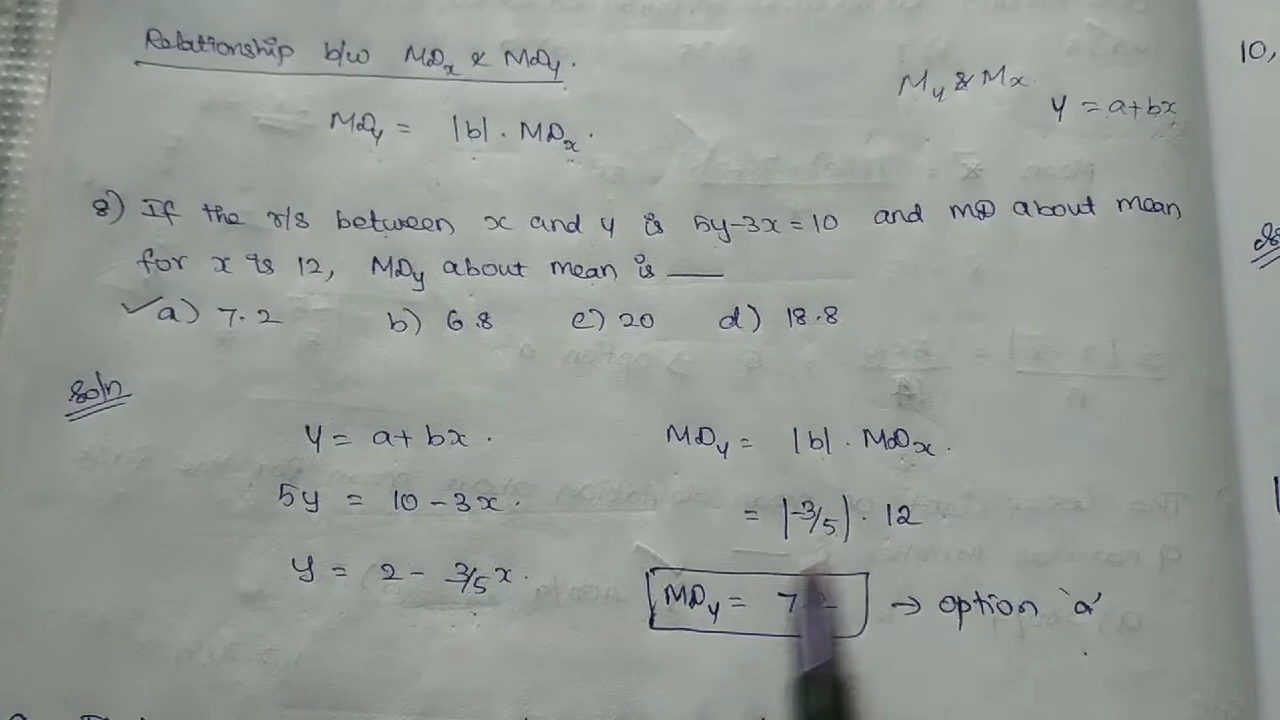 Relationship b/w MDx & MDy.
My & Mx
y = a+bx
10,
MDy = |b|. MDx.
8) If the r/s between x and y is 5y-3x=10 and MD about mean
for x is 12, MDy about mean is ___
✓a) 7.2 b) 6.8 c) 20 d) 18.8
Soln
y = a+ bx.
MDy = |b|. MDx.
5y = 10-3x.
= |-3/5|. 12
y = 2- 3/5 x.
MDy = 7. → option 'a'